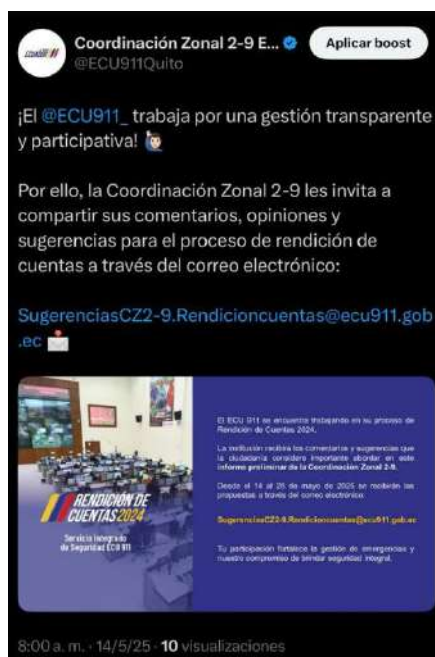 Coordinación Zonal 2-9 E...
Aplicar boost
@ECU911Quito
¡El @ECU911_ trabaja por una gestión transparente
y participativa!
Por ello, la Coordinación Zonal 2-9 les invita a
compartir sus comentarios, opiniones y
sugerencias para el proceso de rendición de
cuentas a través del correo electrónico:
SugerenciasCZ2-9.Rendicioncuentas@ecu911.gob
.ec
El ECU 911 se encuentra trabajando en su proceso de
Rendición de Cuentas 2024.
La institución recibirá los comentarios y sugerencias que
la ciudadanía considere importante abordar en este
informe preliminar de la Coordinación Zonal 2-9.
Desde el 14 al 28 de mayo de 2025 se recibirán las
propuestas a través del correo electrónico:
SugerenciasCZ2-9.Rendicioncuentas@ecu911.gob.ec
Tu participación fortalece la gestión de emergencias y
nuestro compromiso de brindar seguridad integral.
RENDICIÓN DE
CUENTAS 2024
Servicio Integrado
de Seguridad ECU 911
8:00 a. m. · 14/5/25 · 10 visualizaciones